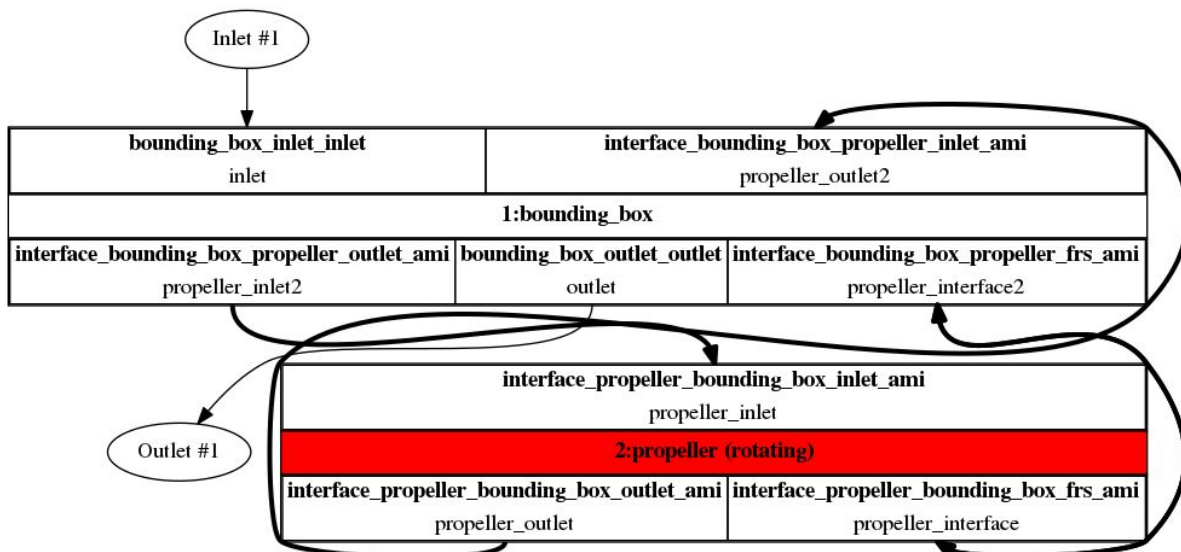 Inlet #1
bounding_box_inlet_inlet
inlet
interface_bounding_box_propeller_inlet_ami
propeller_outlet2
1:bounding_box
interface_bounding_box_propeller_outlet_ami
propeller_inlet2
bounding_box_outlet_outlet
outlet
interface_bounding_box_propeller_frs_ami
propeller_interface2
interface_propeller_bounding_box_inlet_ami
propeller_inlet
Outlet #1
2:propeller (rotating)
interface_propeller_bounding_box_outlet_ami
propeller_outlet
interface_propeller_bounding_box_frs_ami
propeller_interface